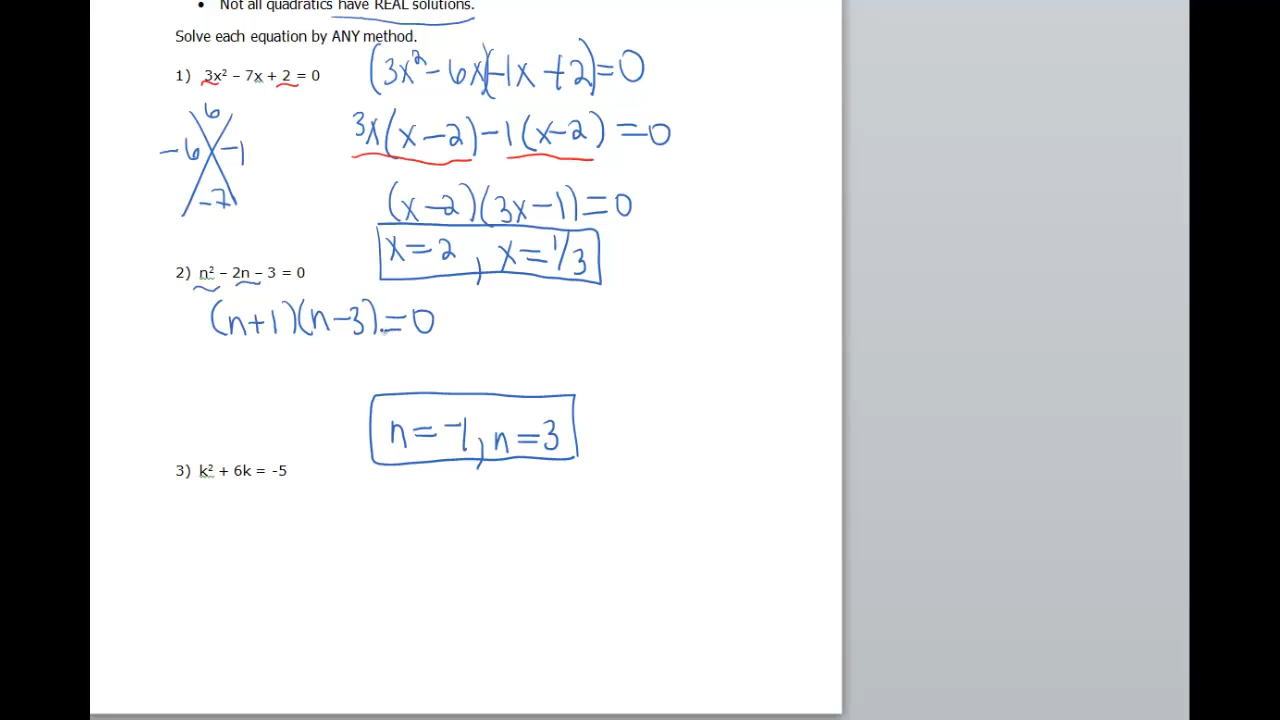 • Not all quadratics have REAL solutions.
Solve each equation by ANY method.
1) 3x² – 7x + 2 = 0
(3x² - 6x)(-1x + 2) = 0
6
-6 -1
-7
3x(x - 2) - 1(x - 2) = 0
(x - 2)(3x - 1) = 0
x = 2 , x = 1/3
2) n² – 2n – 3 = 0
(n + 1)(n - 3) = 0
n = -1, n = 3
3) k² + 6k = -5